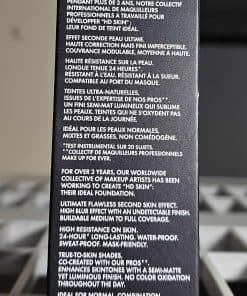 PENDANT PLUS DE 3 ANS, NOTRE COLLECTIF
INTERNATIONAL DE MAQUILLEURS
PROFESSIONNELS A TRAVAILLÉ POUR
DÉVELOPPER "HD SKIN":
LEUR FOND DE TEINT IDÉAL.
EFFET SECONDE PEAU ULTIME.
HAUTE CORRECTION MAIS FINI IMPERCEPTIBLE.
COUVRANCE MODULABLE, MOYENNE À HAUTE.
HAUTE RÉSISTANCE SUR LA PEAU.
LONGUE TENUE 24 HEURES*.
RÉSISTANT À L'EAU. RÉSISTANT À LA SUEUR.
COMPATIBLE AU PORT DU MASQUE.
TEINTES ULTRA-NATURELLES,
ISSUES DE L'EXPERTISE DE NOS PROS**.
UN FINI SEMI-MAT LUMINEUX QUI SUBLIME
LES PEAUX. TEINTES QUI NE S'OXYDENT PAS
AU COURS DE LA JOURNÉE.
IDÉAL POUR LES PEAUX NORMALES,
MIXTES ET GRASSES. NON COMÉDOGÈNE.
*TEST INSTRUMENTAL SUR 20 SUJETS.
**COLLECTIF DE MAQUILLEURS PROFESSIONNELS
MAKE UP FOR EVER.
FOR OVER 3 YEARS, OUR WORLDWIDE
COLLECTIVE OF MAKEUP ARTISTS HAS BEEN
WORKING TO CREATE "HD SKIN":
THEIR IDEAL FOUNDATION.
ULTIMATE FLAWLESS SECOND SKIN EFFECT.
HIGH BLUR EFFECT WITH AN UNDETECTABLE FINISH.
BUILDABLE MEDIUM TO FULL COVERAGE.
HIGH RESISTANCE ON SKIN.
24-HOUR* LONG-LASTING. WATER-PROOF.
SWEAT-PROOF. MASK-FRIENDLY.
TRUE-TO-SKIN SHADES.
CO-CREATED WITH OUR PROS**.
ENHANCES SKINTONES WITH A SEMI-MATTE
YET LUMINOUS FINISH. NO COLOR OXIDATION
THROUGHOUT THE DAY.
IDEAL FOR NORMAL, COMBINATION